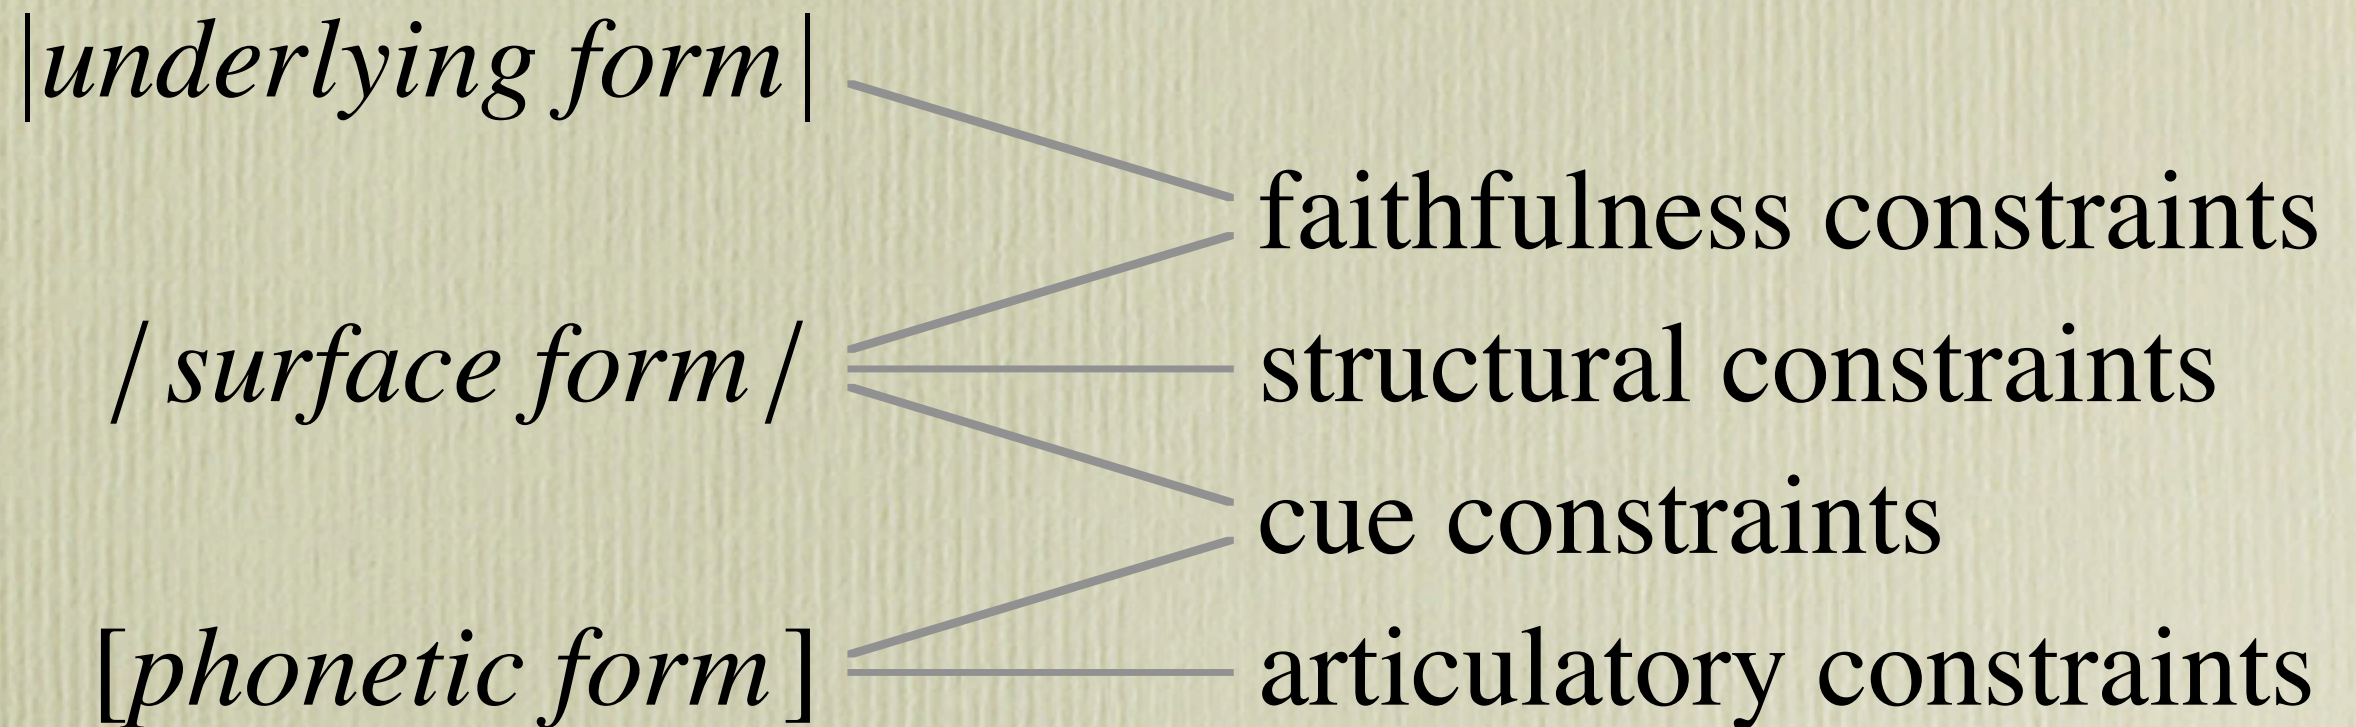 |underlying form|
faithfulness constraints
/surface form/ structural constraints
cue constraints
[phonetic form] articulatory constraints